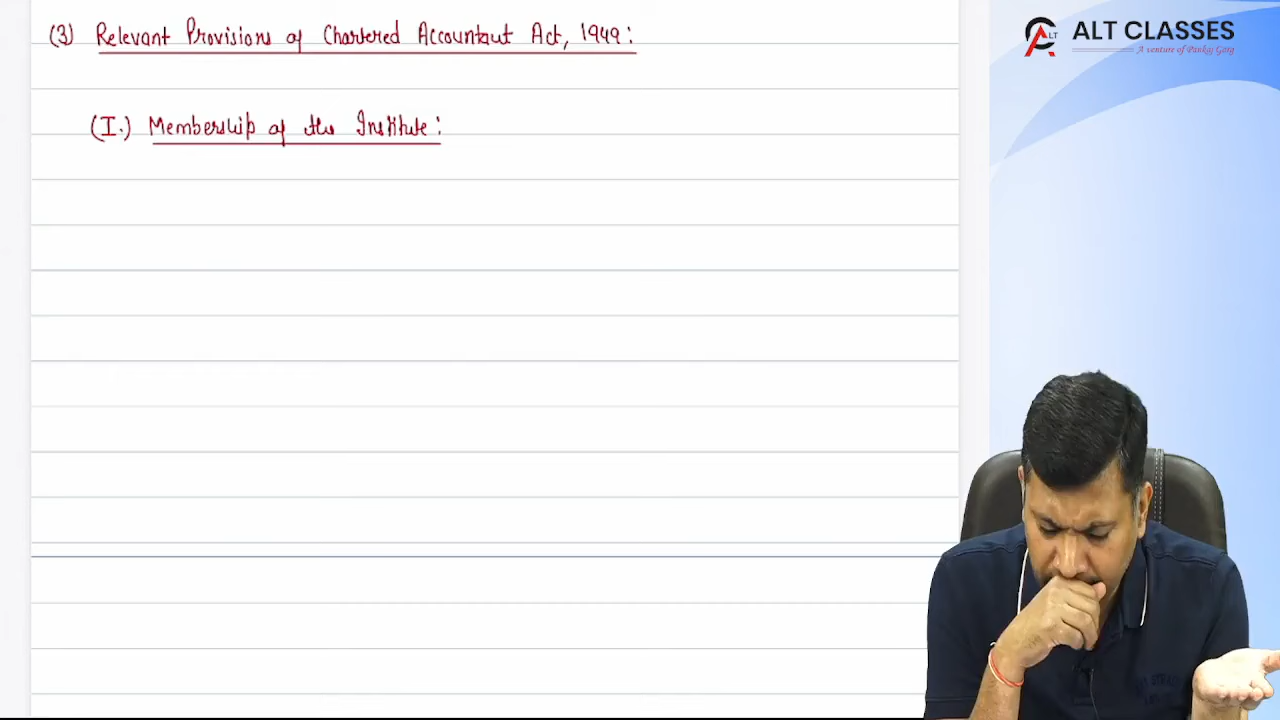 (3) Relevant Provisions of Chartered Accountant Act, 1949:
ALT CLASSES
A venture of Pankaj Garg
(I.) Membership of the Institute: